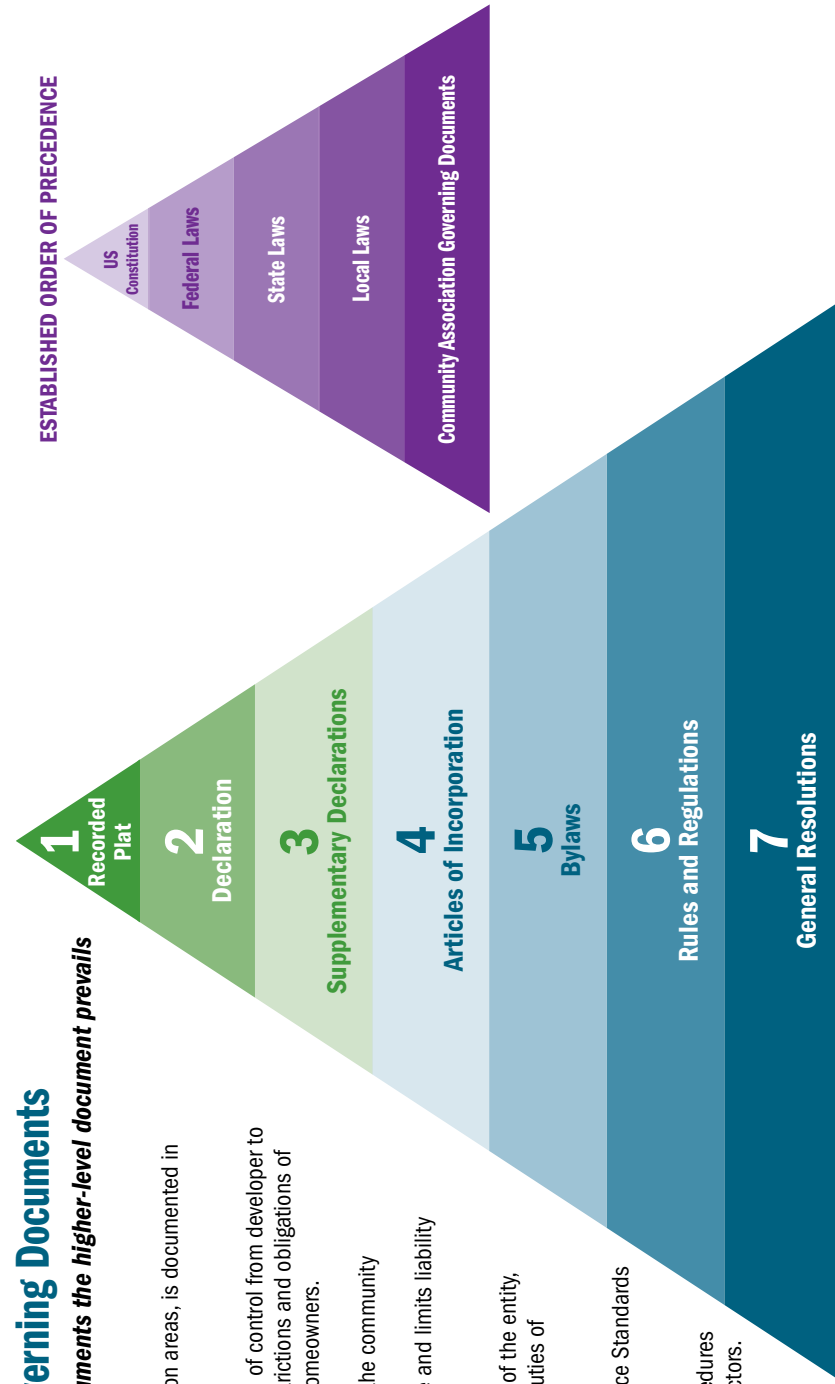 erning Documents
uments the higher-level document prevails
on areas, is documented in
of control from developer to
rictions and obligations of
omeowners.
he community
e and limits liability
of the entity,
uties of
ce Standards
edures
ctors.
1
Recorded
Plat
2
Declaration
3
Supplementary Declarations
4
Articles of Incorporation
5
Bylaws
6
Rules and Regulations
7
General Resolutions
ESTABLISHED ORDER OF PRECEDENCE
US
Constitution
Federal Laws
State Laws
Local Laws
Community Association Governing Documents